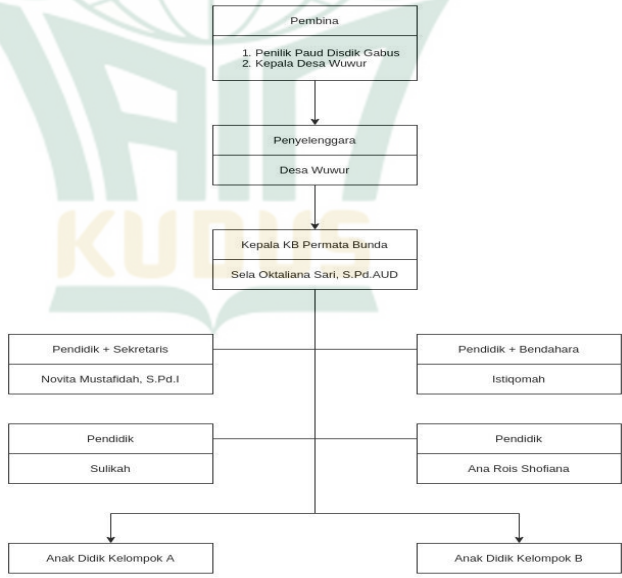 Pembina
1. Penilik Paud Disdik Gabus
2. Kepala Desa Wuwur
Penyelenggara
Desa Wuwur
Kepala KB Permata Bunda
Sela Oktaliana Sari, S.Pd.AUD
KUDUS
Pendidik + Sekretaris
Novita Mustafidah, S.Pd.I
Pendidik + Bendahara
Istiqomah
Pendidik
Sulikah
Pendidik
Ana Rois Shofiana
Anak Didik Kelompok A
Anak Didik Kelompok B